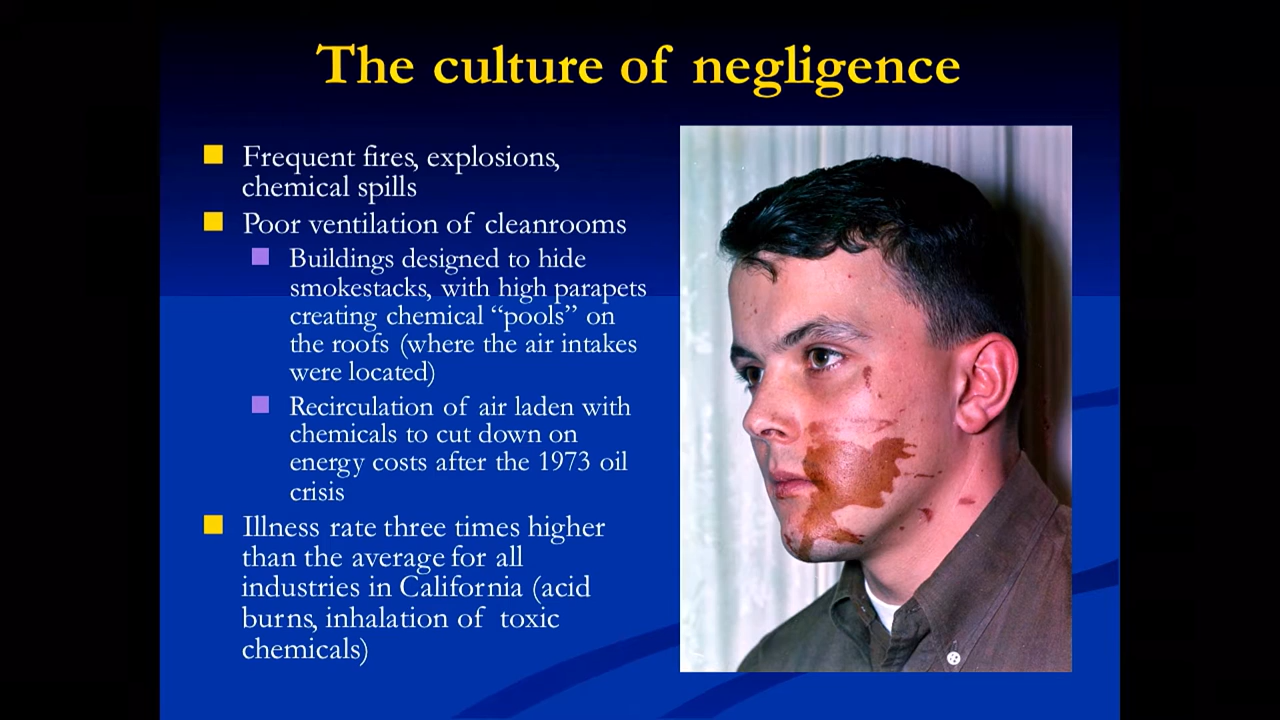 The culture of negligence
Frequent fires, explosions,
chemical spills
Poor ventilation of cleanrooms
Buildings designed to hide
smokestacks, with high parapets
creating chemical “pools” on
the roofs (where the air intakes
were located)
Recirculation of air laden with
chemicals to cut down on
energy costs after the 1973 oil
crisis
Illness rate three times higher
than the average for all
industries in California (acid
burns, inhalation of toxic
chemicals)